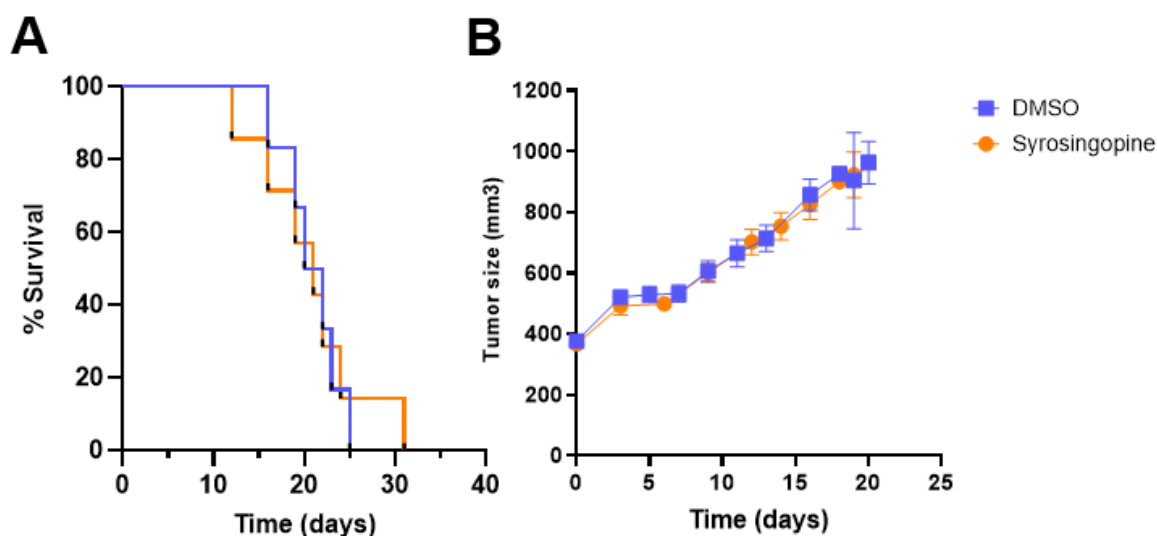 A
% Survival
100
80
60
40
20
0
0 10 20 30 40
Time (days)
B
Tumor size (mm3)
1200
1000
800
600
400
200
0
0 5 10 15 20 25
Time (days)
DMSO
Syrosingopine